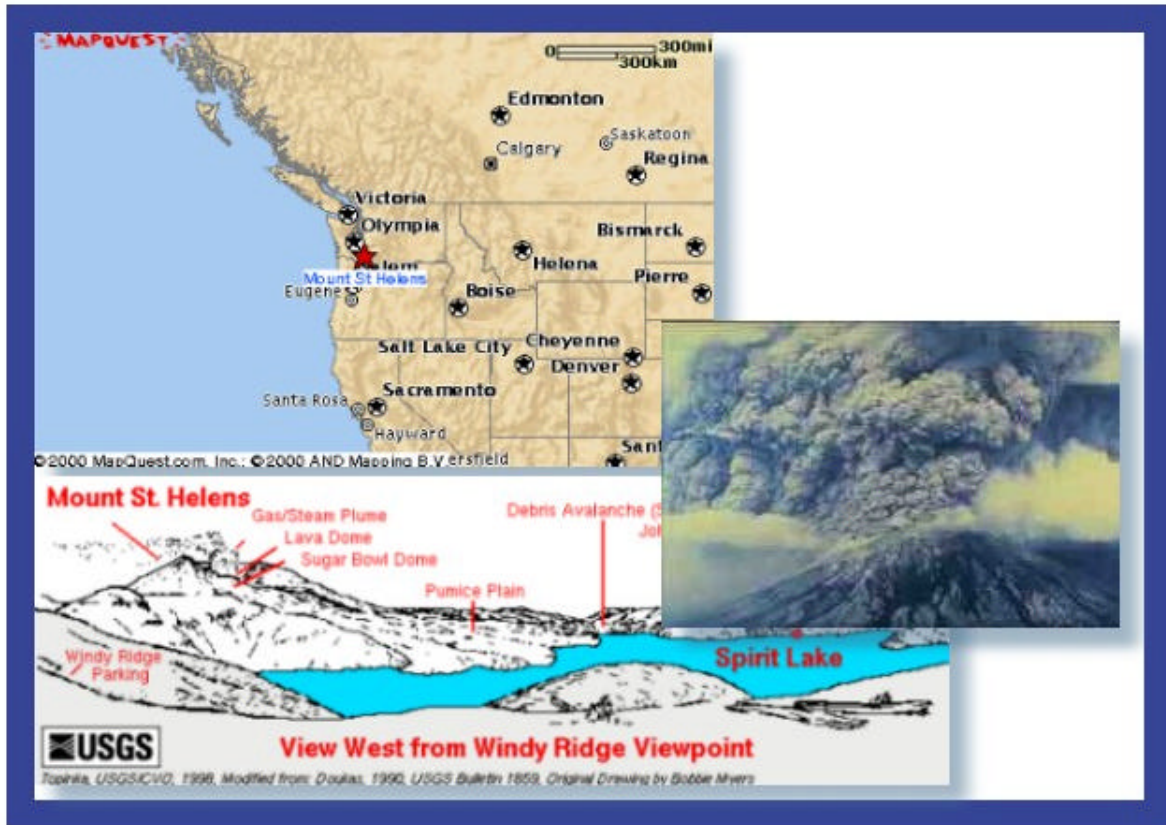 MAPQUEST
0 300mi
300km
Edmonton
Saskatoon
Calgary
Regina
Victoria
Olympia
Bismarck
Helena
Mount St Helens
Pierre
Eugene
Boise
Cheyenne
Salt Lake City
Denver
Sacramento
Santa Rosa
Hayward
©2000 MapQuest.com, Inc.; ©2000 AND Mapping B.V ersfield
Mount St. Helens
Gas/Steam Plume
Lava Dome
Sugar Bowl Dome
Debris Avalanche
Pumice Plain
Windy Ridge
Parking
Spirit Lake
USGS
View West from Windy Ridge Viewpoint
Topinka, USGS/CVO, 1998, Modified from: Doukas, 1990, USGS Bulletin 1859, Original Drawing by Bobbie Myers